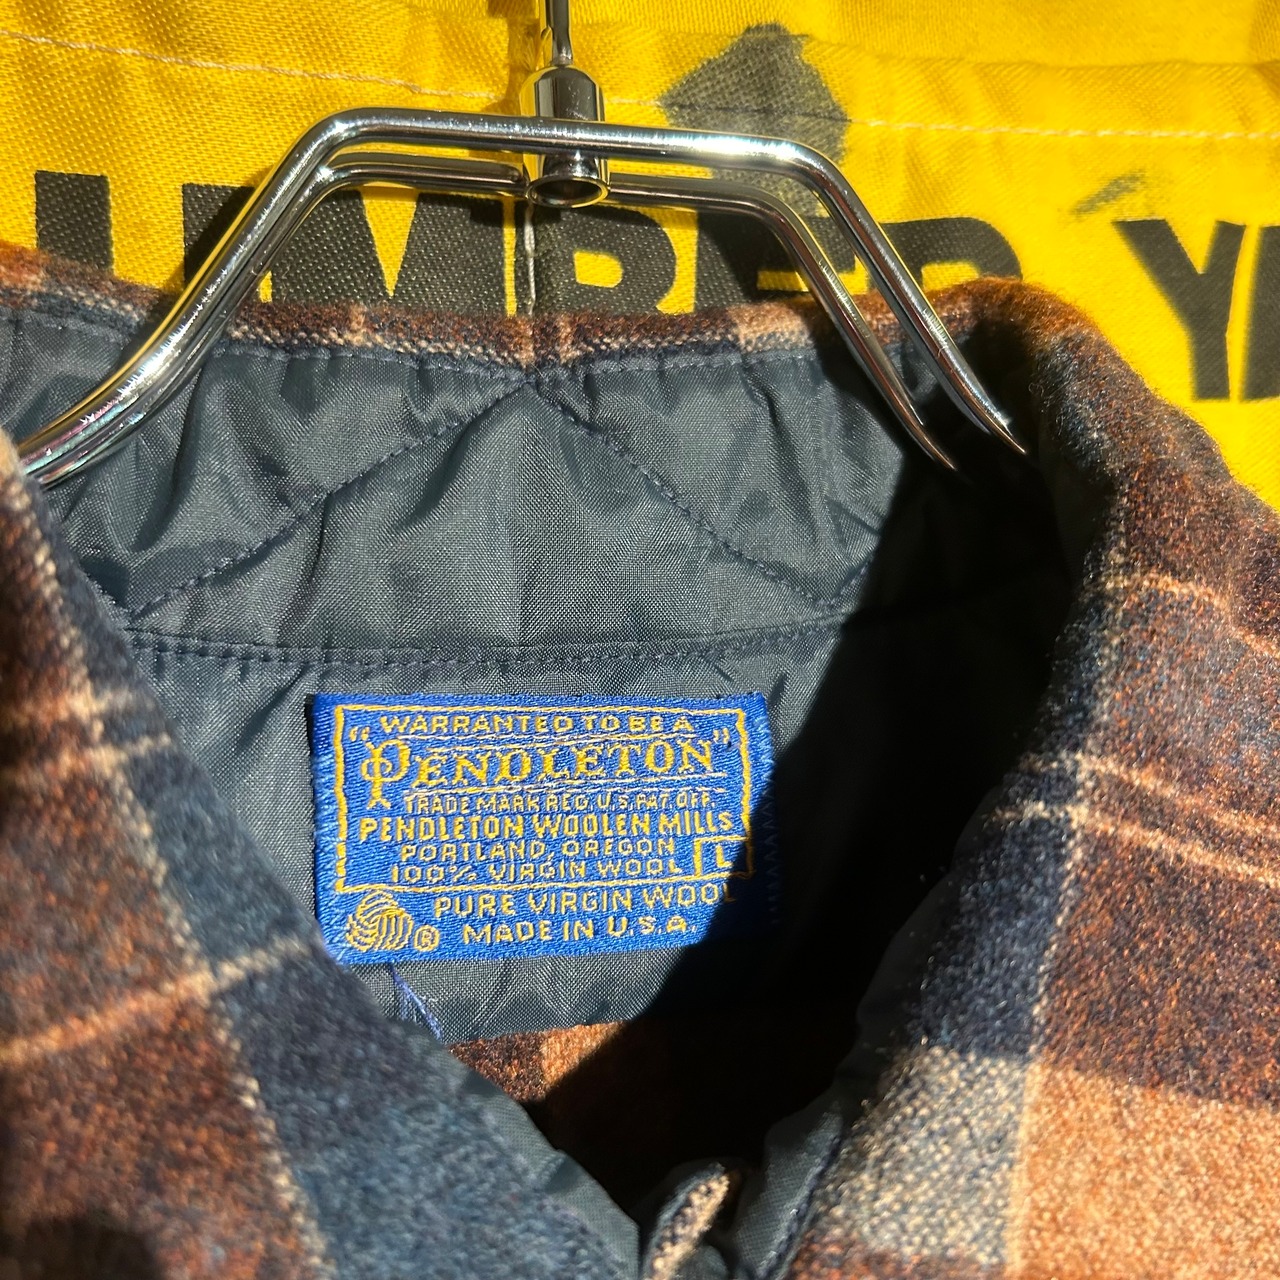 UMBER Y
"WARRANTED TO BE A
PENDLETON"
TRADE MARK REG. U.S. PAT. OFF.
PENDLETON WOOLEN MILLS
PORTLAND, OREGON
100% VIRGIN WOOL L
PURE VIRGIN WOOL
® MADE IN U.S.A.